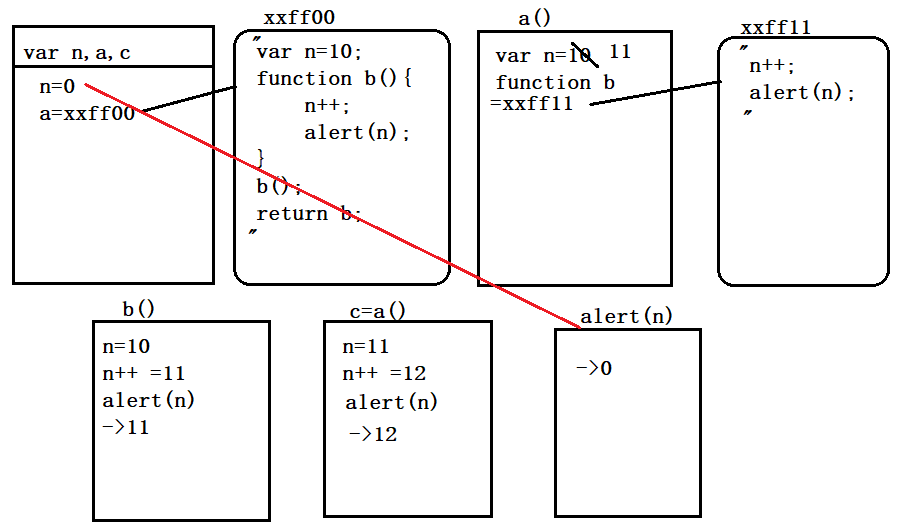 var n,a,c
n=0
a=xxff00
xxff00
"
var n=10;
function b(){
n++;
alert(n);
}
b();
return b;
"
a()
var n=10 11
function b
=xxff11
xxff11
"
n++;
alert(n);
"
b()
n=10
n++ =11
alert(n)
->11
c=a()
n=11
n++ =12
alert(n)
->12
alert(n)
->0